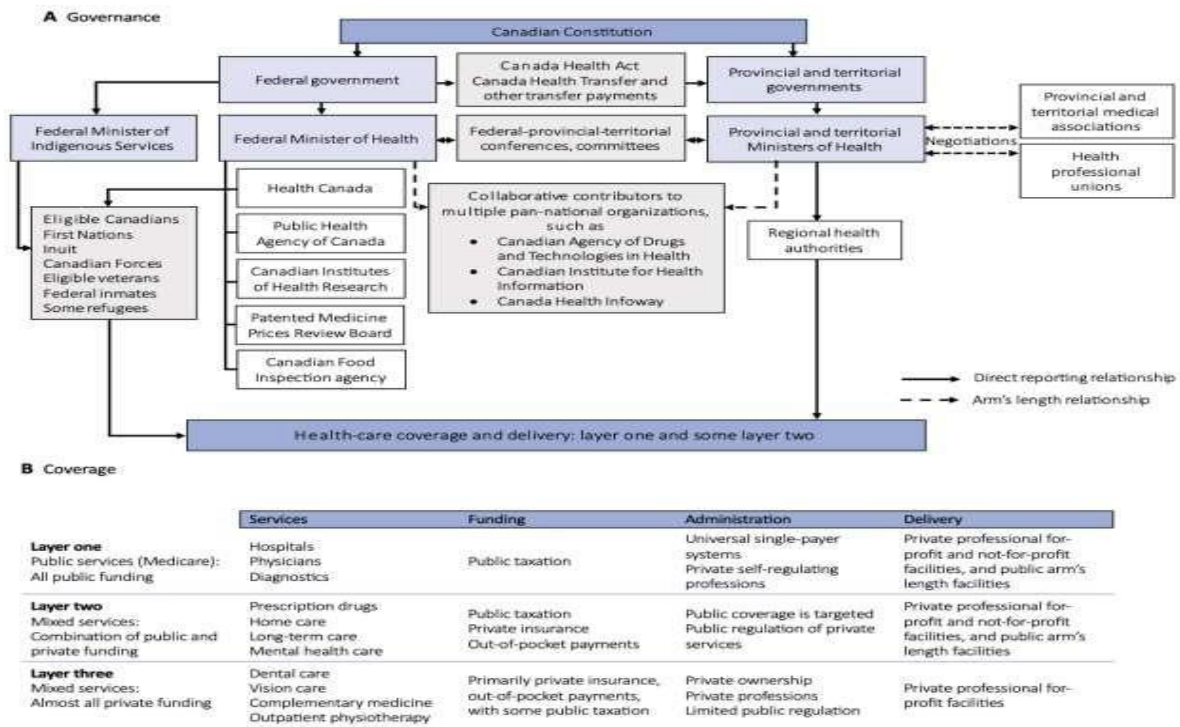 A Governance
Canadian Constitution
Federal government
Canada Health Act
Canada Health Transfer and
other transfer payments
Provincial and territorial
governments
Federal Minister of
Indigenous Services
Federal Minister of Health
Federal-provincial-territorial
conferences, committees
Provincial and territorial
Ministers of Health
Negotiations
Provincial and
territorial medical
associations
Health
professional
unions
Eligible Canadians
First Nations
Inuit
Canadian Forces
Eligible veterans
Federal inmates
Some refugees
Health Canada
Public Health
Agency of Canada
Canadian Institutes
of Health Research
Patented Medicine
Prices Review Board
Canadian Food
Inspection agency
Collaborative contributors to
multiple pan-national organizations,
such as
• Canadian Agency of Drugs
and Technologies in Health
• Canadian Institute for Health
Information
• Canada Health Infoway
Regional health
authorities
Direct reporting relationship
Arm's length relationship
Health-care coverage and delivery: layer one and some layer two
B Coverage
Services Funding Administration Delivery
Layer one
Public services (Medicare):
All public funding
Hospitals
Physicians
Diagnostics
Public taxation
Universal single-payer
systems
Private self-regulating
professions
Private professional for-
profit and not-for-profit
facilities, and public arm's
length facilities
Layer two
Mixed services:
Combination of public and
private funding
Prescription drugs
Home care
Long-term care
Mental health care
Public taxation
Private insurance
Out-of-pocket payments
Public coverage is targeted
Public regulation of private
services
Private professional for-
profit and not-for-profit
facilities, and public arm's
length facilities
Layer three
Mixed services:
Almost all private funding
Dental care
Vision care
Complementary medicine
Outpatient physiotherapy
Primarily private insurance,
out-of-pocket payments,
with some public taxation
Private ownership
Private professions
Limited public regulation
Private professional for-
profit facilities